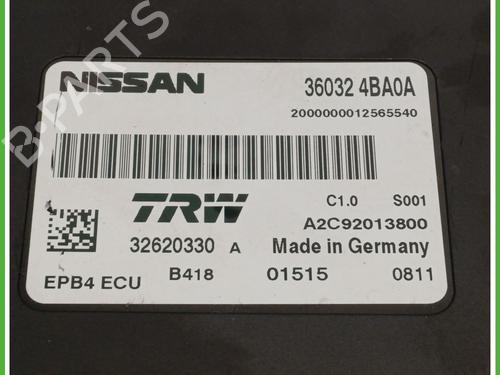 NISSAN 36032 4BA0A
2000000012565540
TRW C1.0 S001
A2C92013800
32620330 A Made in Germany
EPB4 ECU B418 01515 0811
B-PARTS